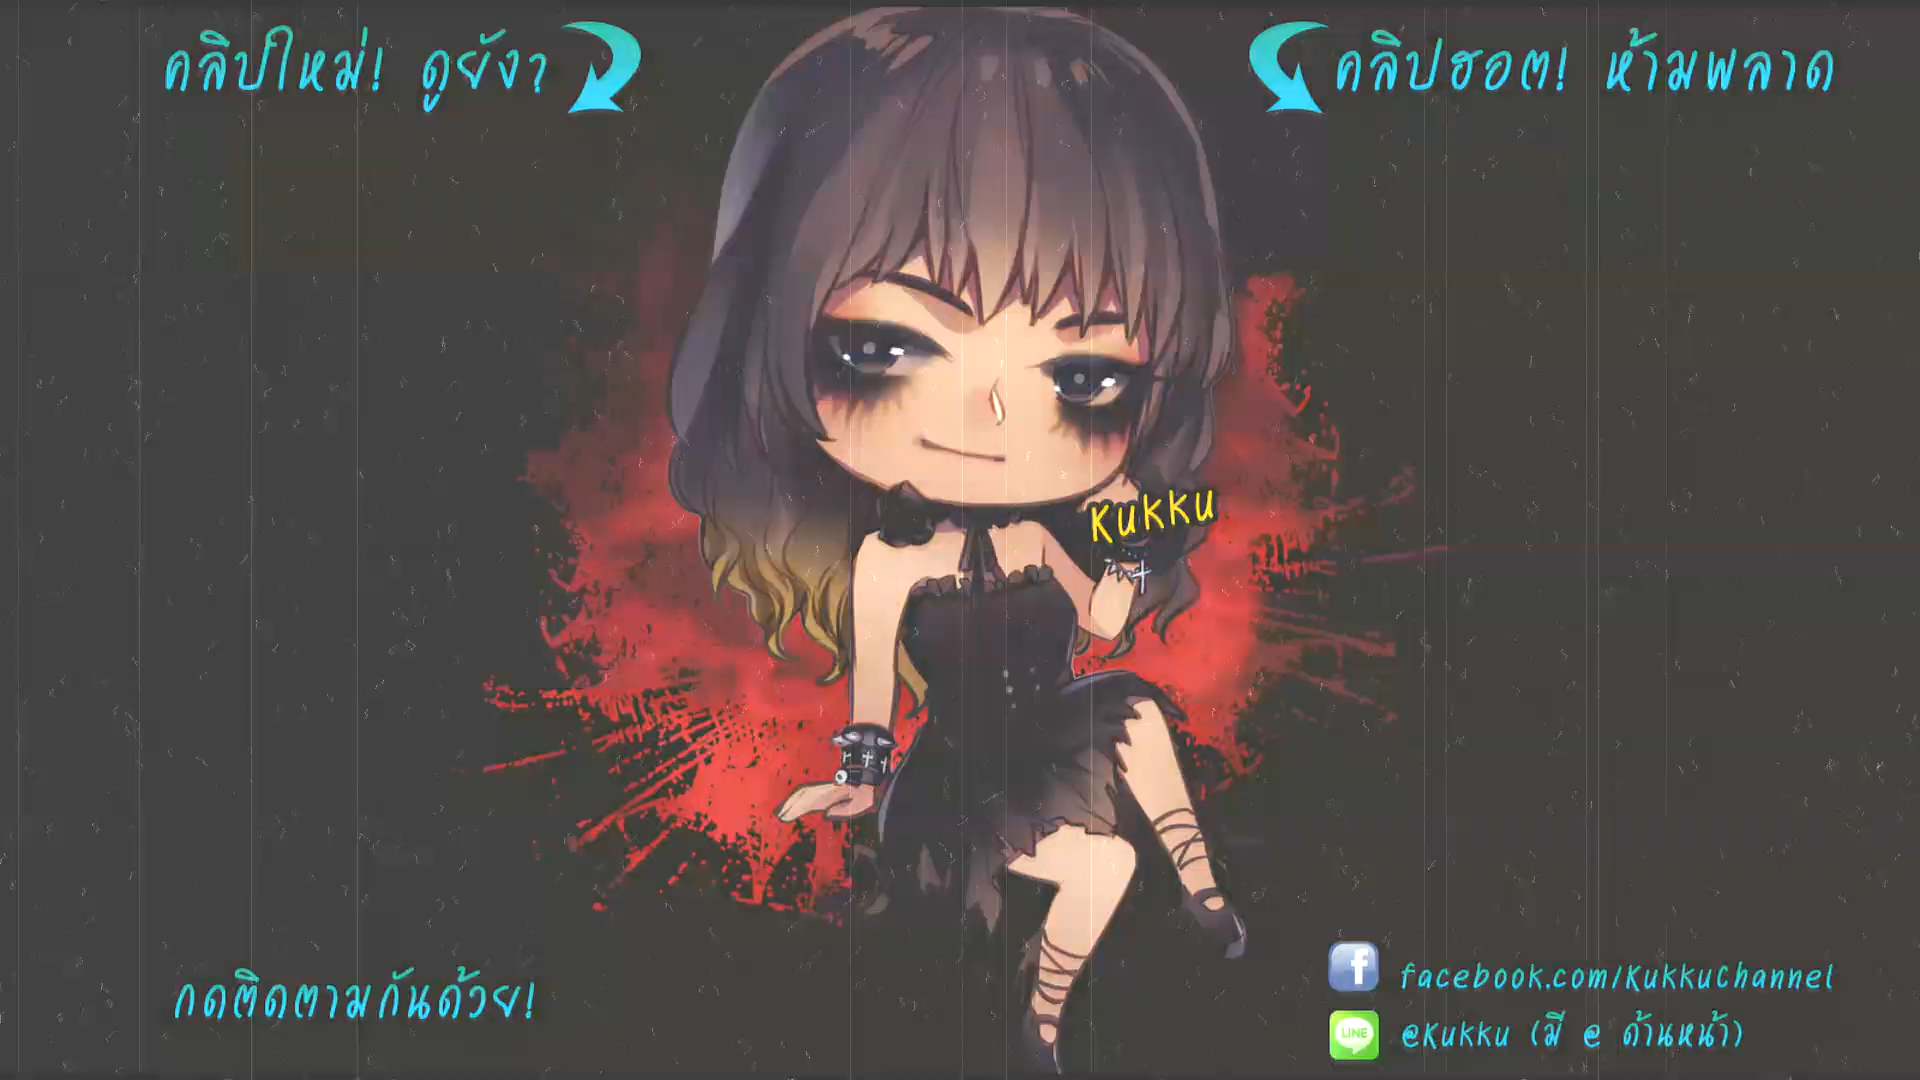 คลิปใหม่! ดูยัง?
คลิปฮอต! ห้ามพลาด
Kukku
กดติดตามกันด้วย!
f facebook.com/KukkuChannel
LINE @Kukku (มี @ ด้านหน้า)